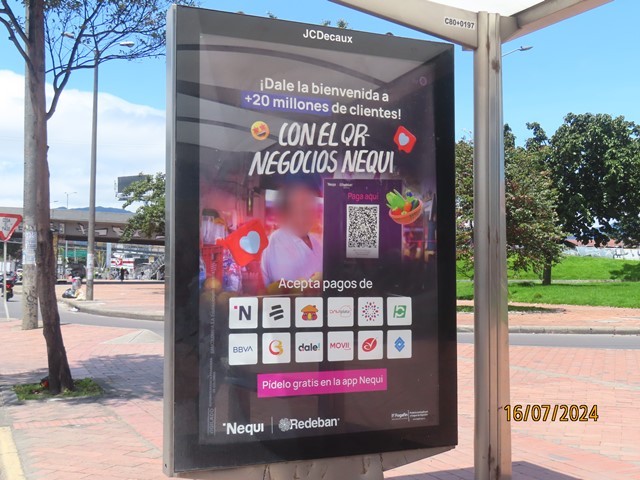 JCDecaux
C80+0197
¡Dale la bienvenida a
+20 millones de clientes!
CON EL QR-
NEGOCIOS NEQUI
Paga aquí
Acepta pagos de
N
BBVA
dale!
MOVII
Pídelo gratis en la app Nequi
Nequi
Redeban
16/07/2024